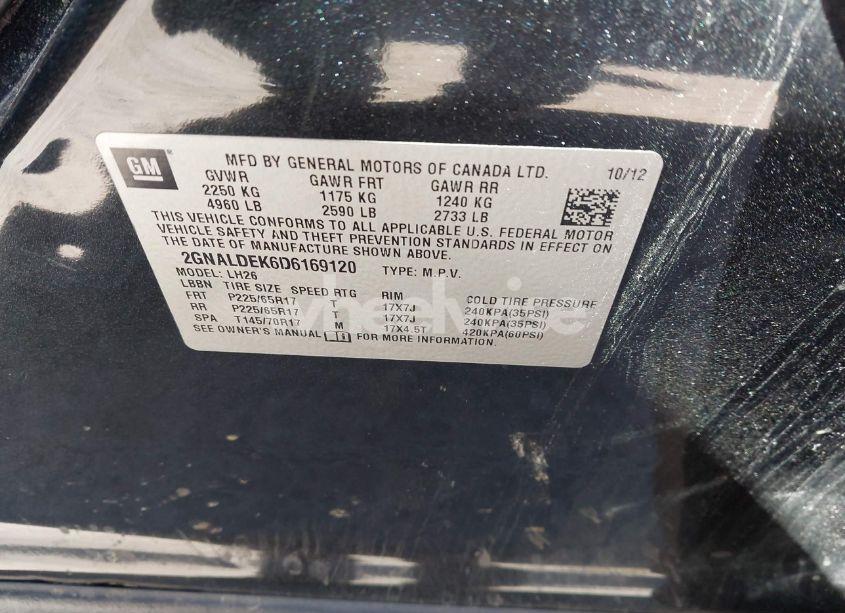 GM ® MFD BY GENERAL MOTORS OF CANADA LTD. 10/12
GVWR GAWR FRT GAWR RR
2250 KG 1175 KG 1240 KG
4960 LB 2590 LB 2733 LB
THIS VEHICLE CONFORMS TO ALL APPLICABLE U.S. FEDERAL MOTOR
VEHICLE SAFETY AND THEFT PREVENTION STANDARDS IN EFFECT ON
THE DATE OF MANUFACTURE SHOWN ABOVE.
2GNALDEK6D6169120 TYPE: M.P.V.
MODEL: LH26
LBBN TIRE SIZE SPEED RTG RIM COLD TIRE PRESSURE
FRT P225/65R17 T 17X7J 240KPA(35PSI)
RR P225/65R17 T 17X7J 240KPA(35PSI)
SPA T145/70R17 M 17X4.5T 420KPA(60PSI)
SEE OWNER'S MANUAL FOR MORE INFORMATION.
wheelwise